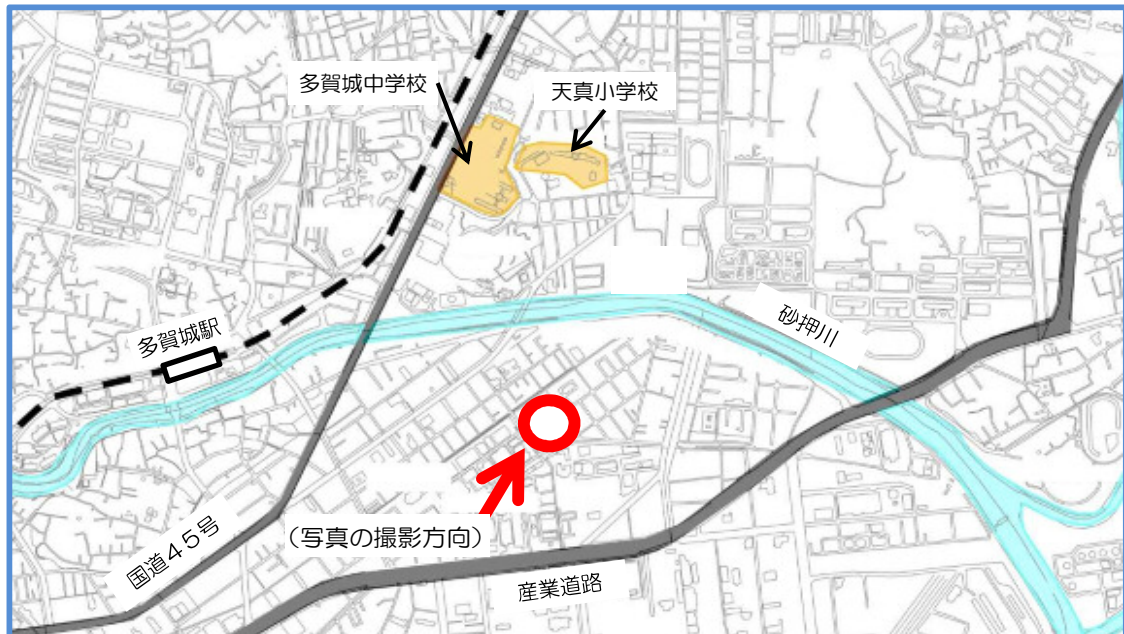 多賀城中学校
天真小学校
多賀城駅
砂押川
国道45号
(写真の撮影方向)
産業道路